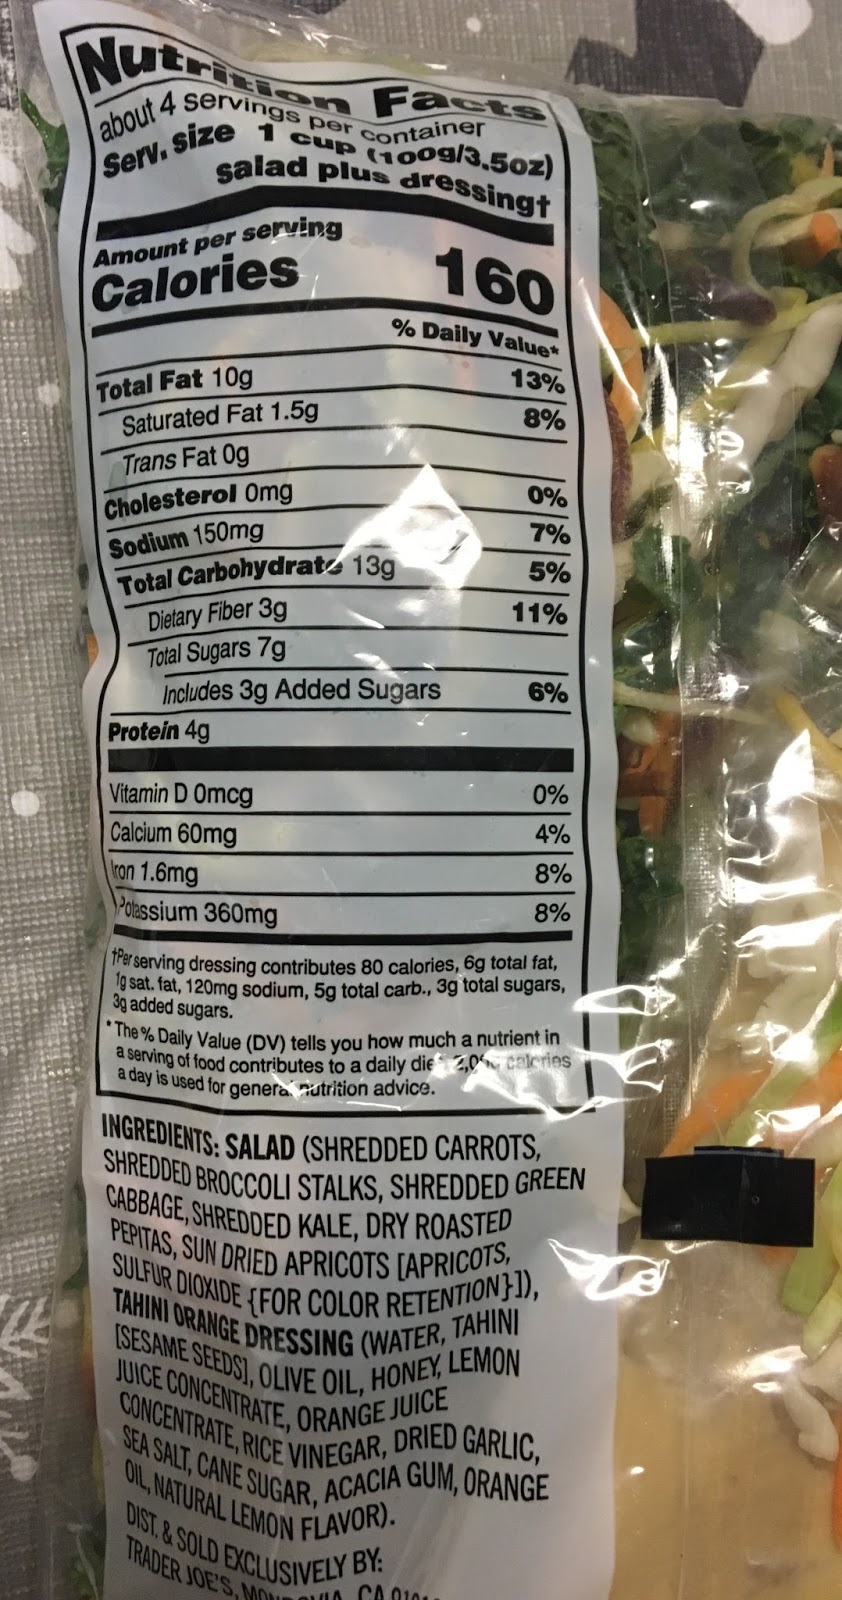 Nutrition Facts
about 4 servings per container
Serv. size 1 cup (100g/3.5oz)
salad plus dressing†
Amount per serving
Calories 160
% Daily Value*
Total Fat 10g 13%
Saturated Fat 1.5g 8%
Trans Fat 0g
Cholesterol 0mg 0%
Sodium 150mg 7%
Total Carbohydrate 13g 5%
Dietary Fiber 3g 11%
Total Sugars 7g
Includes 3g Added Sugars 6%
Protein 4g
Vitamin D 0mcg 0%
Calcium 60mg 4%
Iron 1.6mg 8%
Potassium 360mg 8%
†Per serving dressing contributes 80 calories, 6g total fat,
1g sat. fat, 120mg sodium, 5g total carb., 3g total sugars,
3g added sugars.
* The % Daily Value (DV) tells you how much a nutrient in
a serving of food contributes to a daily calories
a day is used for general nutrition advice.
INGREDIENTS: SALAD (SHREDDED CARROTS,
SHREDDED BROCCOLI STALKS, SHREDDED GREEN
CABBAGE, SHREDDED KALE, DRY ROASTED
PEPITAS, SUN DRIED APRICOTS [APRICOTS,
SULFUR DIOXIDE {FOR COLOR RETENTION}]),
TAHINI ORANGE DRESSING (WATER, TAHINI
[SESAME SEEDS], OLIVE OIL, HONEY, LEMON
JUICE CONCENTRATE, ORANGE JUICE
CONCENTRATE, RICE VINEGAR, DRIED GARLIC,
SEA SALT, CANE SUGAR, ACACIA GUM, ORANGE
OIL, NATURAL LEMON FLAVOR).
DIST. & SOLD EXCLUSIVELY BY:
TRADER JOE'S, MONROVIA, CA